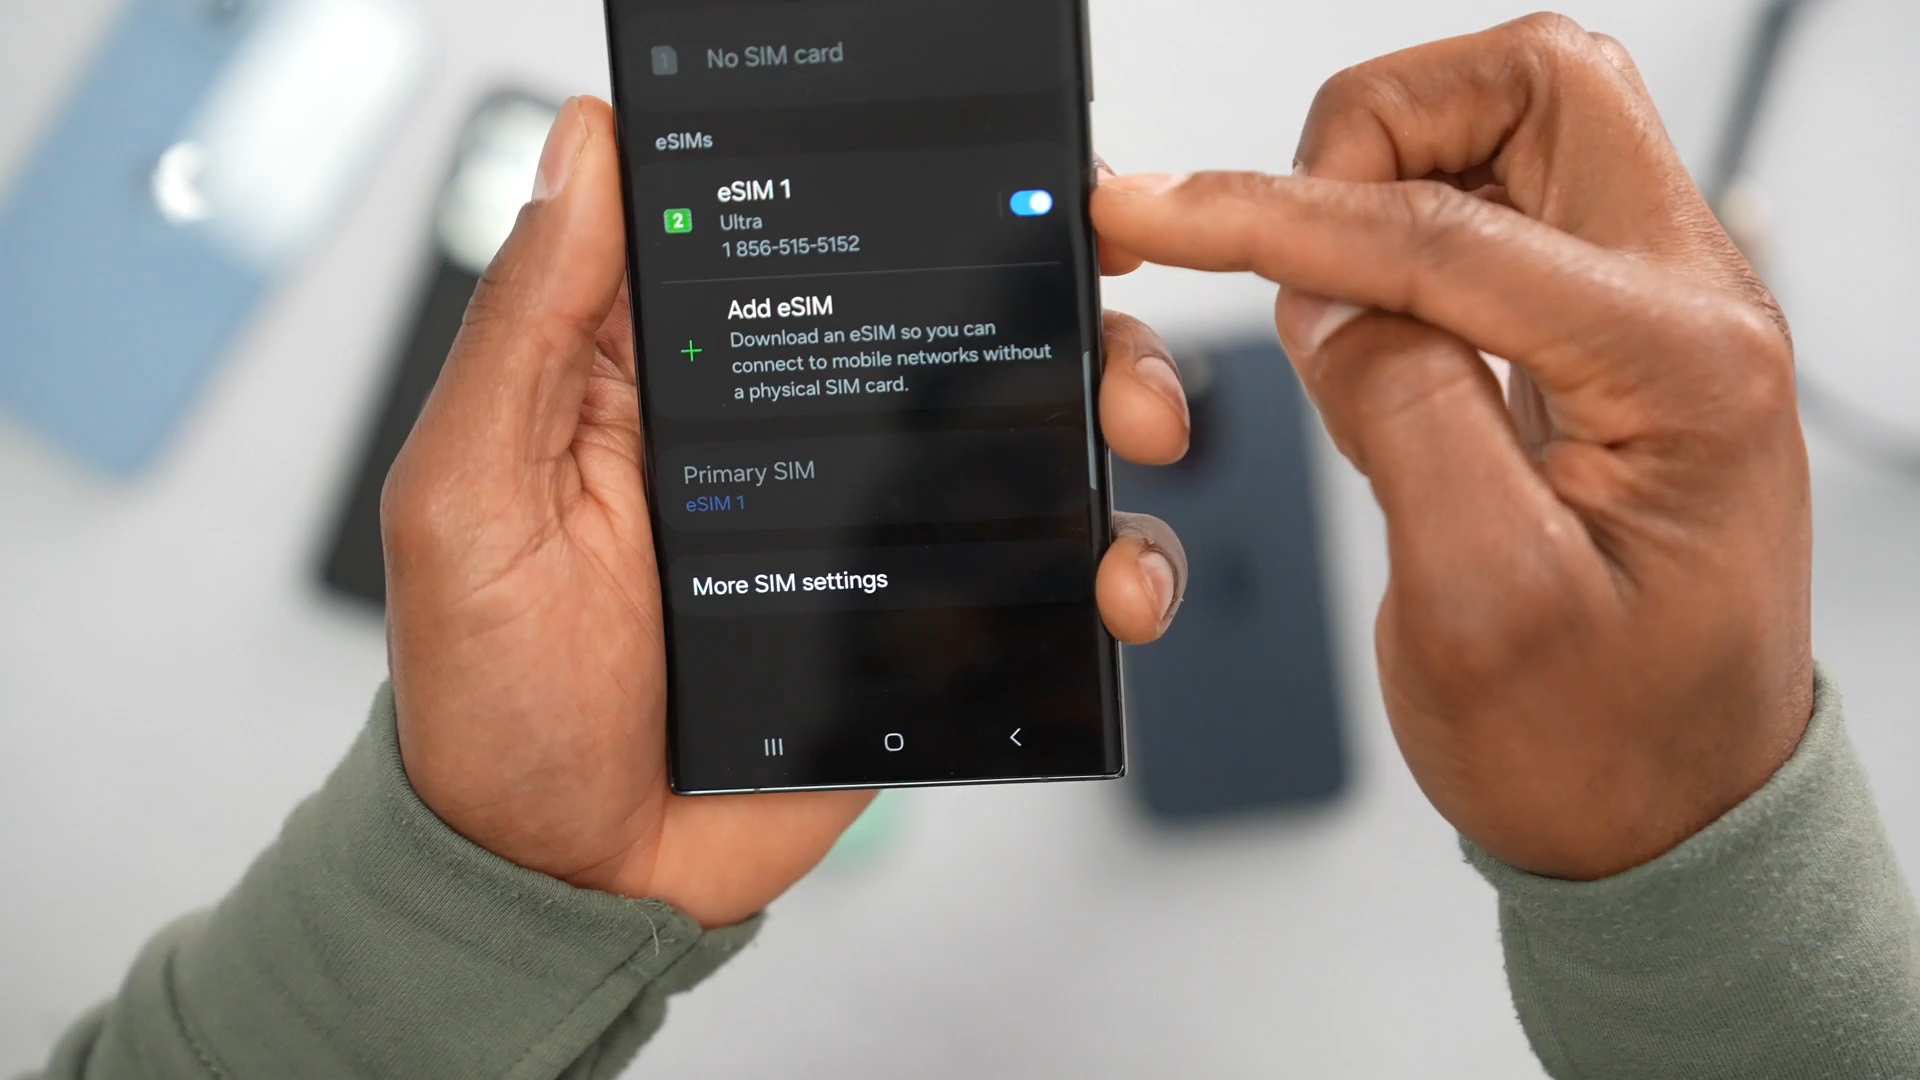 1
No SIM card
eSIMs
eSIM 1
2
Ultra
1 856-515-5152
Add eSIM
Download an eSIM so you can
connect to mobile networks without
a physical SIM card.
Primary SIM
eSIM 1
More SIM settings